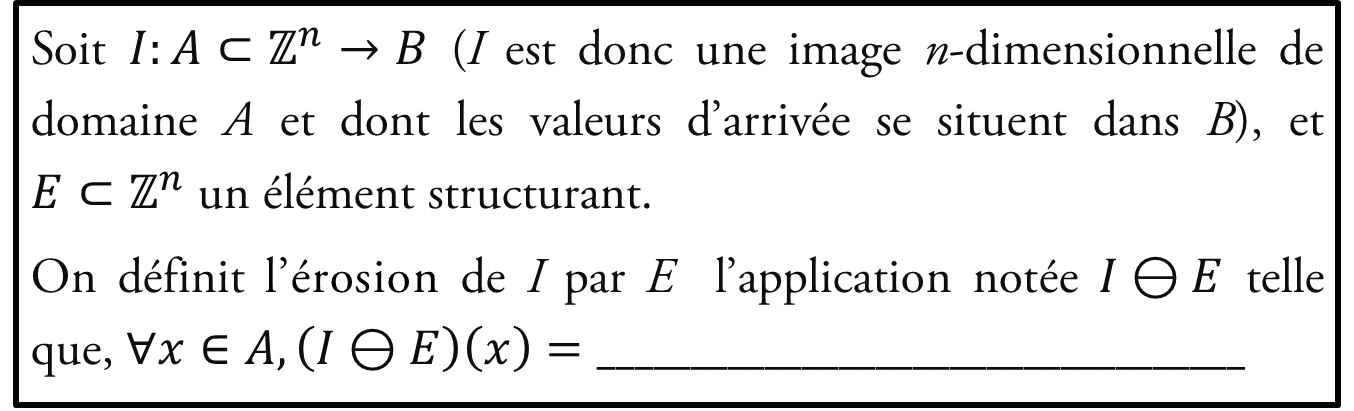 Soit I: A ⊂ ℤⁿ → B (I est donc une image n-dimensionnelle de
domaine A et dont les valeurs d’arrivée se situent dans B), et
E ⊂ ℤⁿ un élément structurant.
On définit l’érosion de I par E l’application notée I ⊖ E telle
que, ∀x ∈ A, (I ⊖ E)(x) = ___________________________________